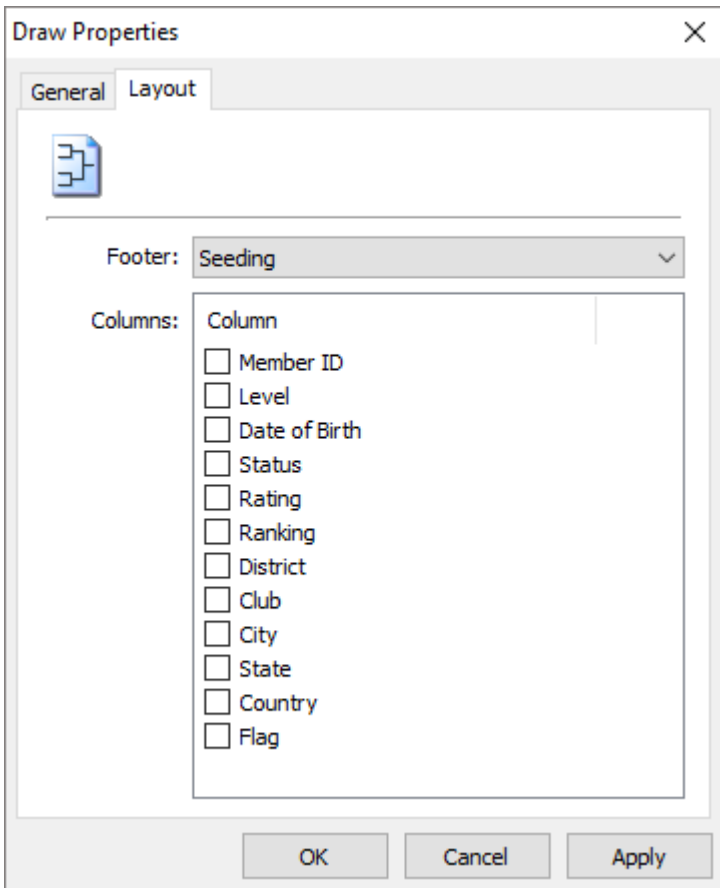 Draw Properties
General Layout
Footer: Seeding
Columns: Column
Member ID
Level
Date of Birth
Status
Rating
Ranking
District
Club
City
State
Country
Flag
OK Cancel Apply